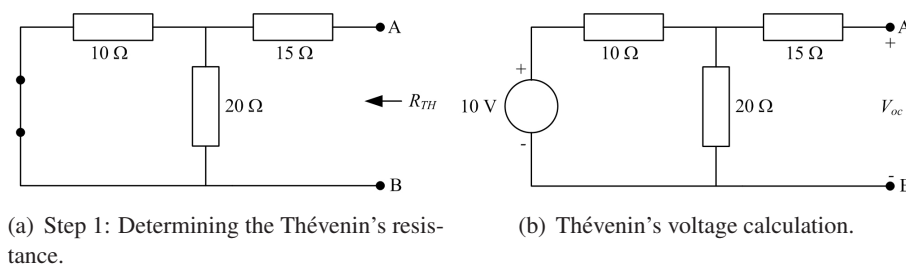 10 Ω
15 Ω
A
20 Ω
R_TH
B
(a) Step 1: Determining the Thévenin's resis-
tance.
10 Ω
15 Ω
A
+
+
10 V
-
20 Ω
V_oc
-
B
(b) Thévenin's voltage calculation.